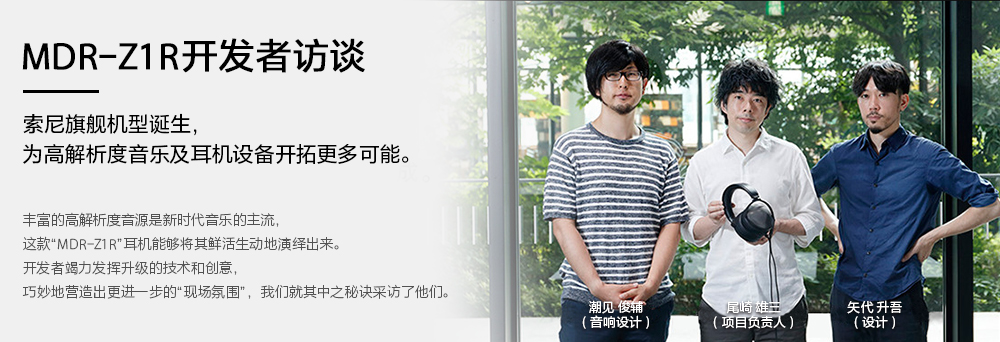 MDR-Z1R开发者访谈
索尼旗舰机型诞生，
为高解析度音乐及耳机设备开拓更多可能。
丰富的高解析度音源是新时代音乐的主流，
这款“MDR-Z1R”耳机能够将其鲜活生动地演绎出来。
开发者竭力发挥升级的技术和创意，
巧妙地营造出更进一步的“现场氛围”，我们就其中之秘诀采访了他们。
潮见 俊辅
（音响设计）
尾崎 雄三
（项目负责人）
矢代 升吾
（设计）